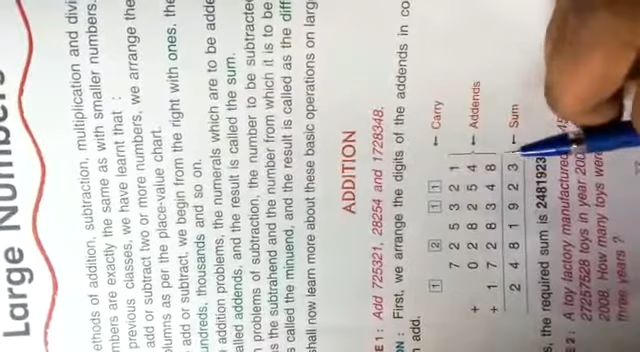 Large Numbers
ethods of addition, subtraction, multiplication and divi
mbers are exactly the same as with smaller numbers.
previous classes, we have learnt that :
add or subtract two or more numbers, we arrange the
olumns as per the place-value chart.
add or subtract, we begin from the right with ones, the
undreds, thousands and so on.
addition problems, the numerals which are to be adde
alled addends, and the result is called the sum.
n problems of subtraction, the number to be subtracte
as the subtrahend and the number from which it is to be
s called the minuend, and the result is called as the diff
shall now learn more about these basic operations on larg
ADDITION
E 1 : Add 725321, 28254 and 1728348.
ON : First, we arrange the digits of the addends in co
add.
1 2 1 1 ← Carry
7 2 5 3 2 1
+ 0 2 8 2 5 4 ← Addends
+ 1 7 2 8 3 4 8
2 4 8 1 9 2 3 ← Sum
s, the required sum is 2481923
E 2 : A toy factory manufactured
27257528 toys in year 200
2008. How many toys were
three years ?